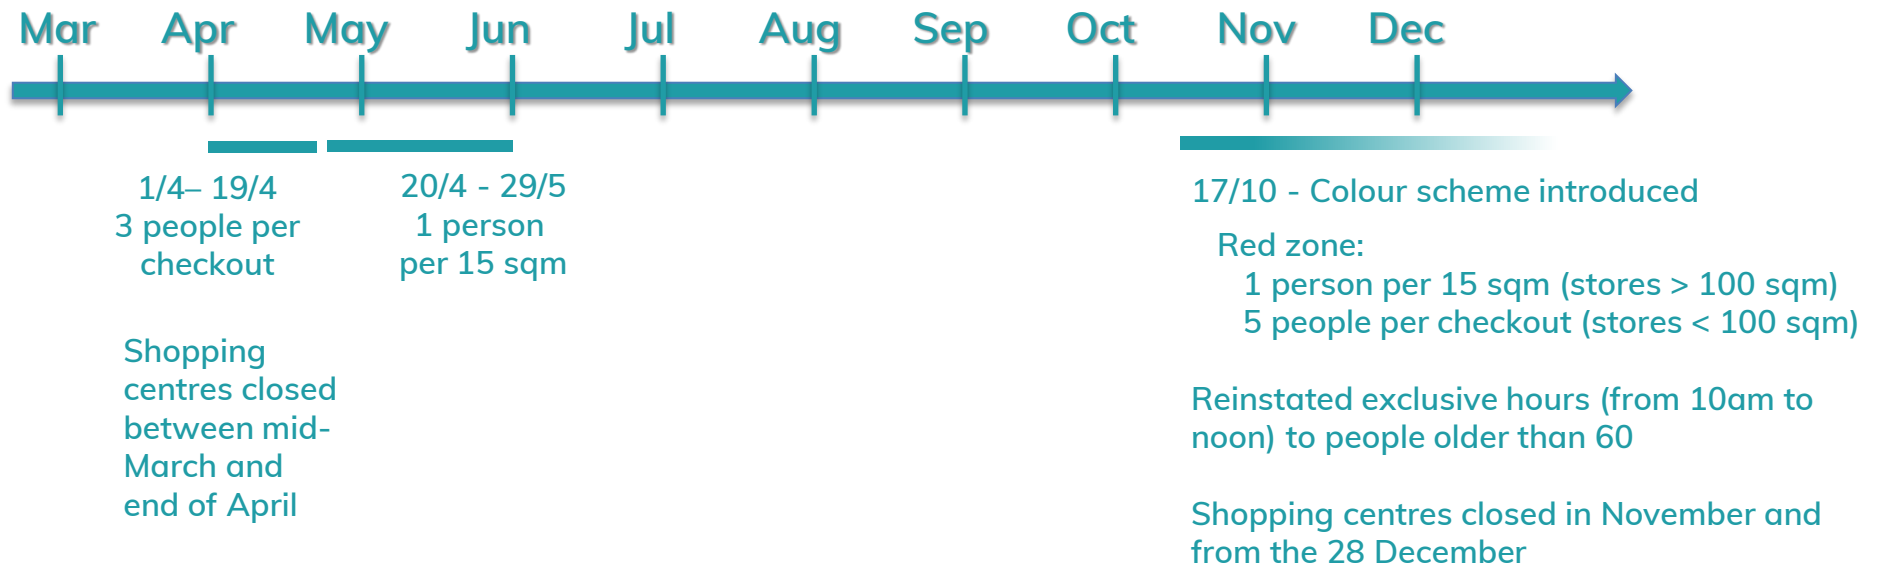 Mar Apr May Jun Jul Aug Sep Oct Nov Dec
1/4– 19/4
3 people per
checkout
20/4 - 29/5
1 person
per 15 sqm
Shopping
centres closed
between mid-
March and
end of April
17/10 - Colour scheme introduced
Red zone:
1 person per 15 sqm (stores > 100 sqm)
5 people per checkout (stores < 100 sqm)
Reinstated exclusive hours (from 10am to
noon) to people older than 60
Shopping centres closed in November and
from the 28 December